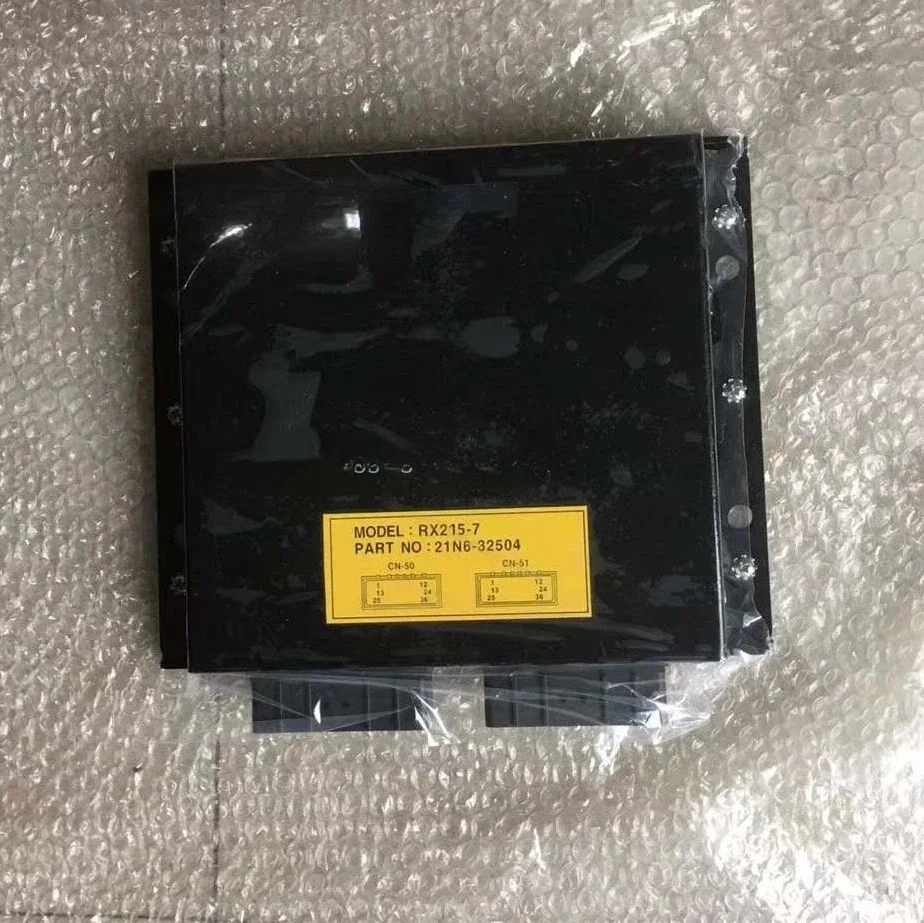 MODEL : RX215-7
PART NO : 21N6-32504
CN-50 CN-51
1 12 1 12
13 24 13 24
25 36 25 36